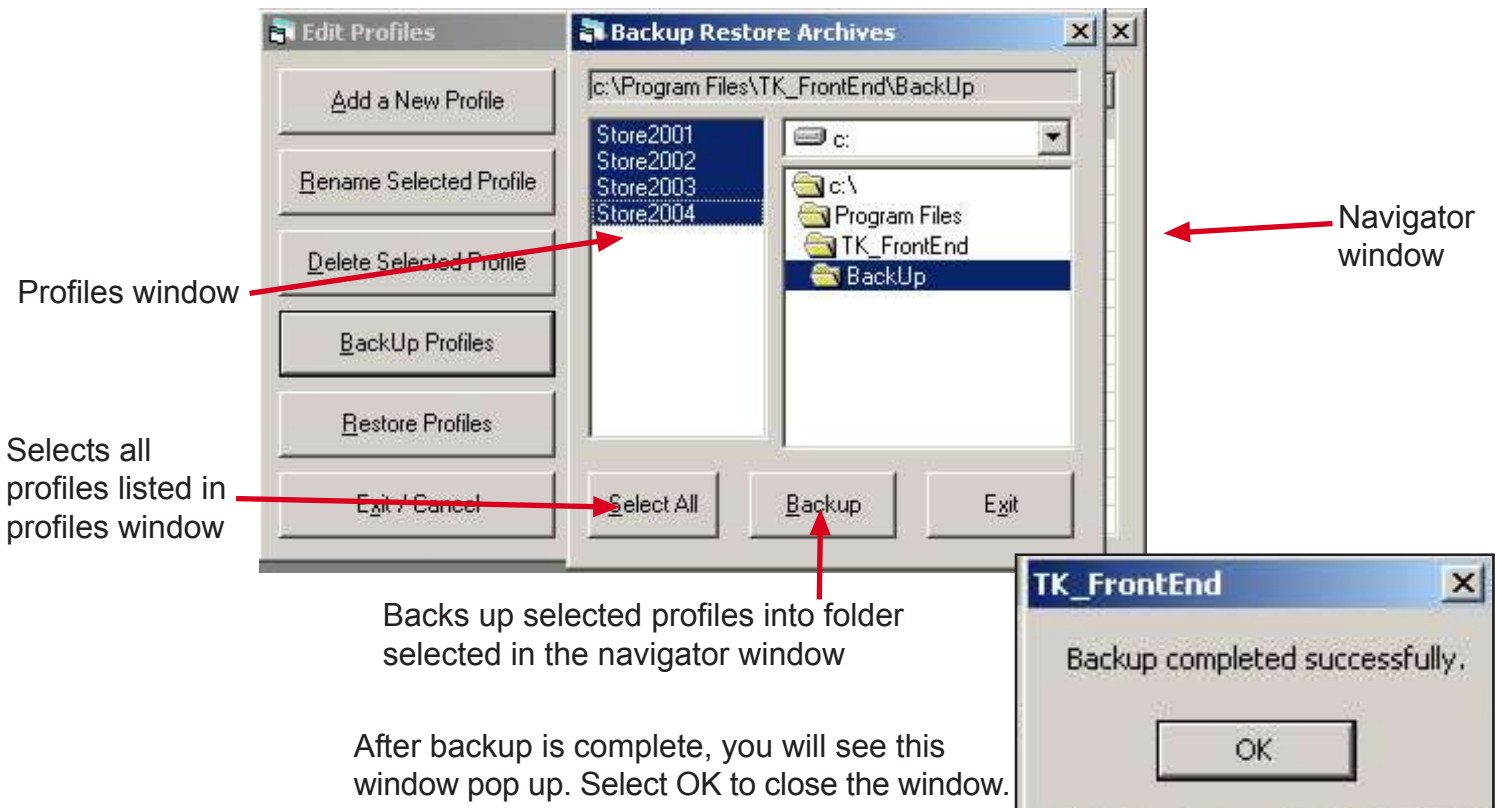 Edit Profiles
Add a New Profile
Rename Selected Profile
Delete Selected Profile
BackUp Profiles
Restore Profiles
Exit / Cancel
Backup Restore Archives
c:\Program Files\TK_FrontEnd\BackUp
Store2001
Store2002
Store2003
Store2004
c:
c:\
Program Files
TK_FrontEnd
BackUp
Select All
Backup
Exit
Profiles window
Navigator
window
Selects all
profiles listed in
profiles window
Backs up selected profiles into folder
selected in the navigator window
After backup is complete, you will see this
window pop up. Select OK to close the window.
TK_FrontEnd
Backup completed successfully.
OK